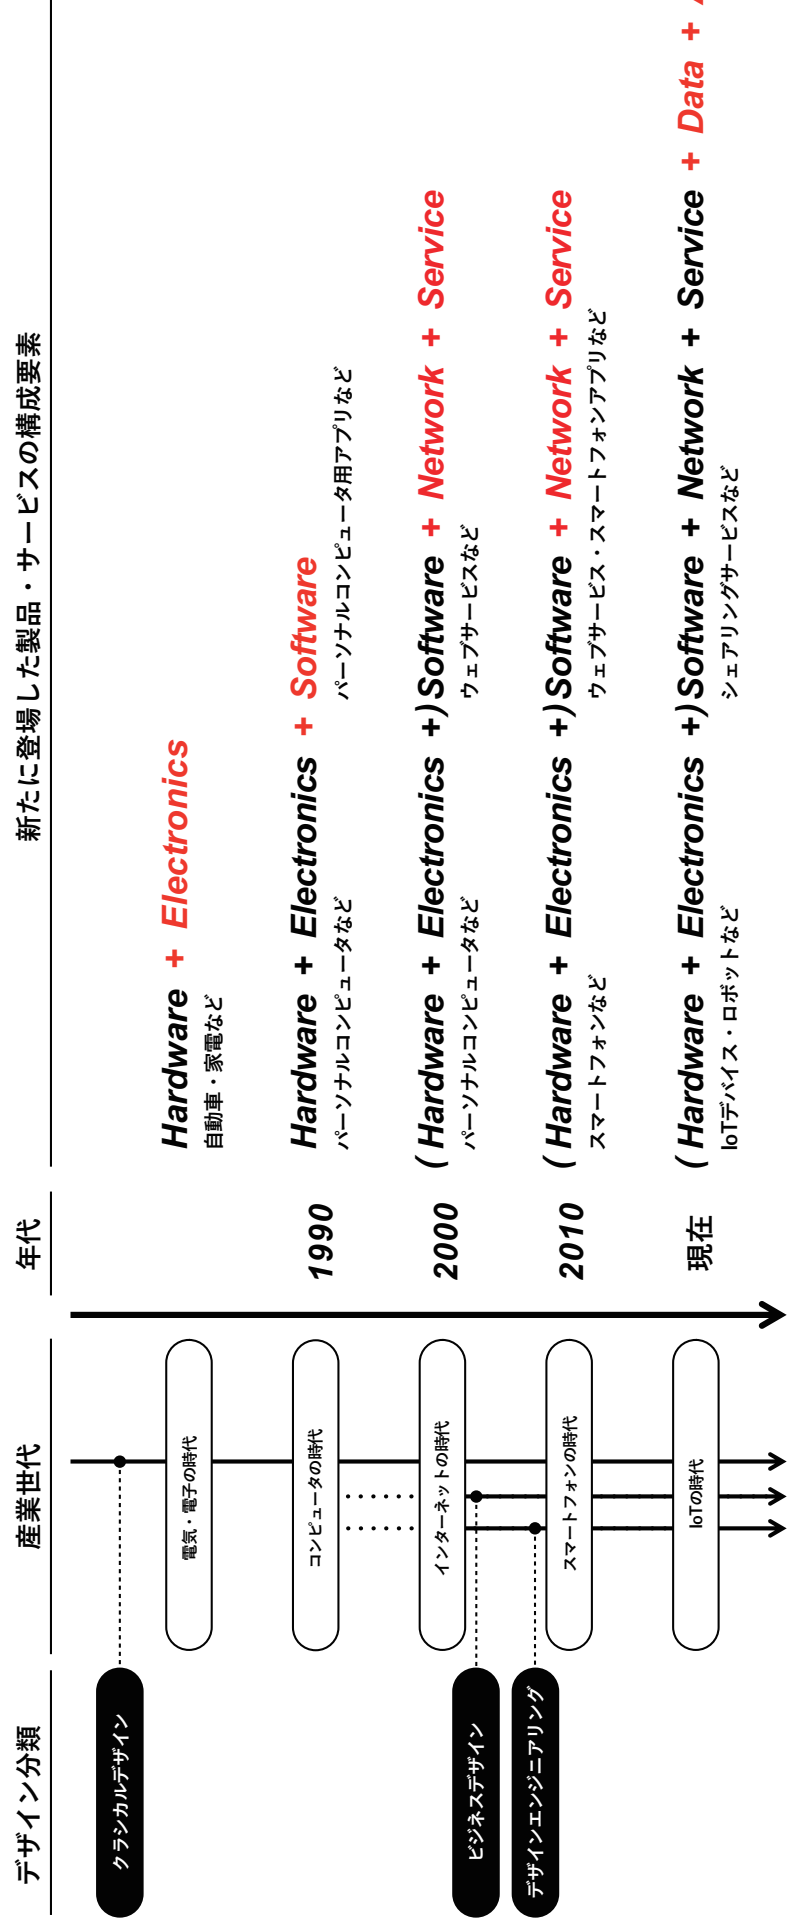 デザイン分類
産業世代
年代
新たに登場した製品・サービスの構成要素
クラシカルデザイン
電気・電子の時代
Hardware + Electronics
自動車・家電など
コンピュータの時代
1990
Hardware + Electronics + Software
パーソナルコンピュータなど
パーソナルコンピュータ用アプリなど
ビジネスデザイン
インターネットの時代
2000
(Hardware + Electronics +)Software + Network + Service
パーソナルコンピュータなど
ウェブサービスなど
デザインエンジニアリング
スマートフォンの時代
2010
(Hardware + Electronics +)Software + Network + Service
スマートフォンなど
ウェブサービス・スマートフォンアプリなど
IoTの時代
現在
(Hardware + Electronics +)Software + Network + Service + Data +
IoTデバイス・ロボットなど
シェアリングサービスなど